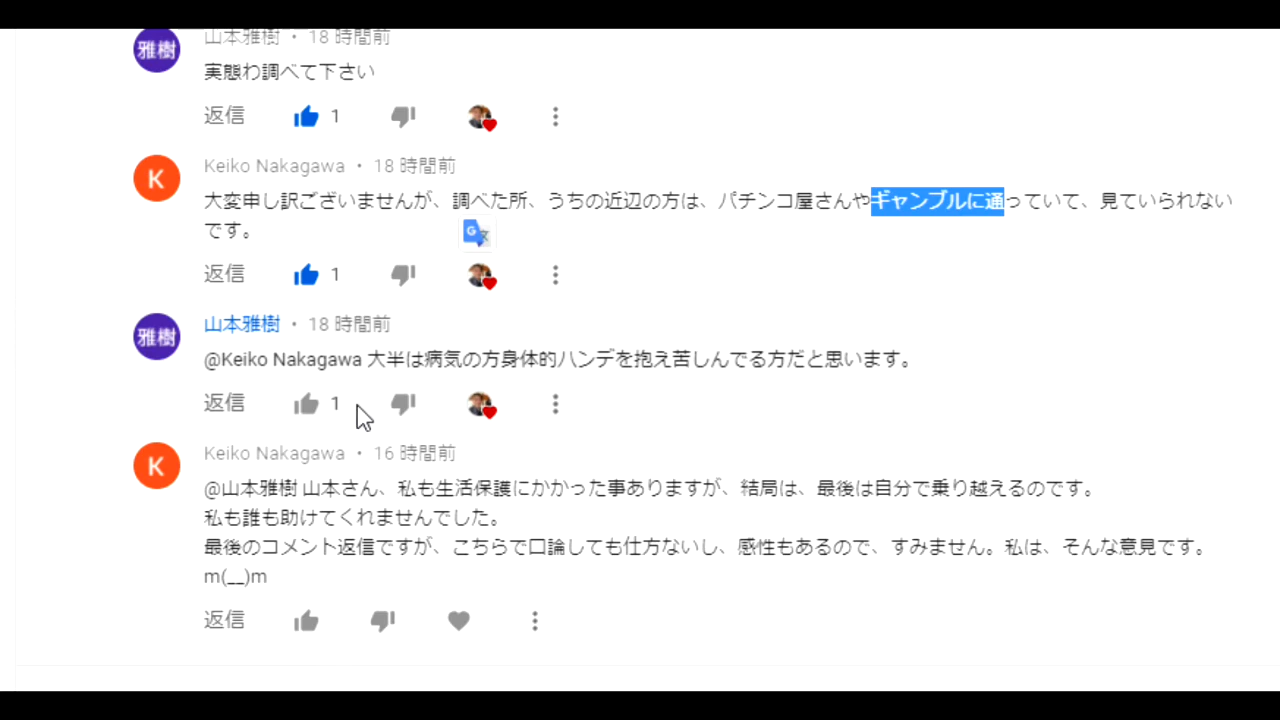 山本雅樹 • 18 時間前
雅樹
実態わ調べて下さい
返信 1
Keiko Nakagawa • 18 時間前
K
大変申し訳ございませんが、調べた所、うちの近辺の方は、パチンコ屋さんやギャンブルに通っていて、見ていられない
です。
G
返信 1
山本雅樹 • 18 時間前
雅樹
@Keiko Nakagawa 大半は病気の方身体的ハンデを抱え苦しんでる方だと思います。
返信 1
Keiko Nakagawa • 16 時間前
K
@山本雅樹 山本さん、私も生活保護にかかった事ありますが、結局は、最後は自分で乗り越えるのです。
私も誰も助けてくれませんでした。
最後のコメント返信ですが、こちらで口論しても仕方ないし、感性もあるので、すみません。私は、そんな意見です。
m(__)m
返信